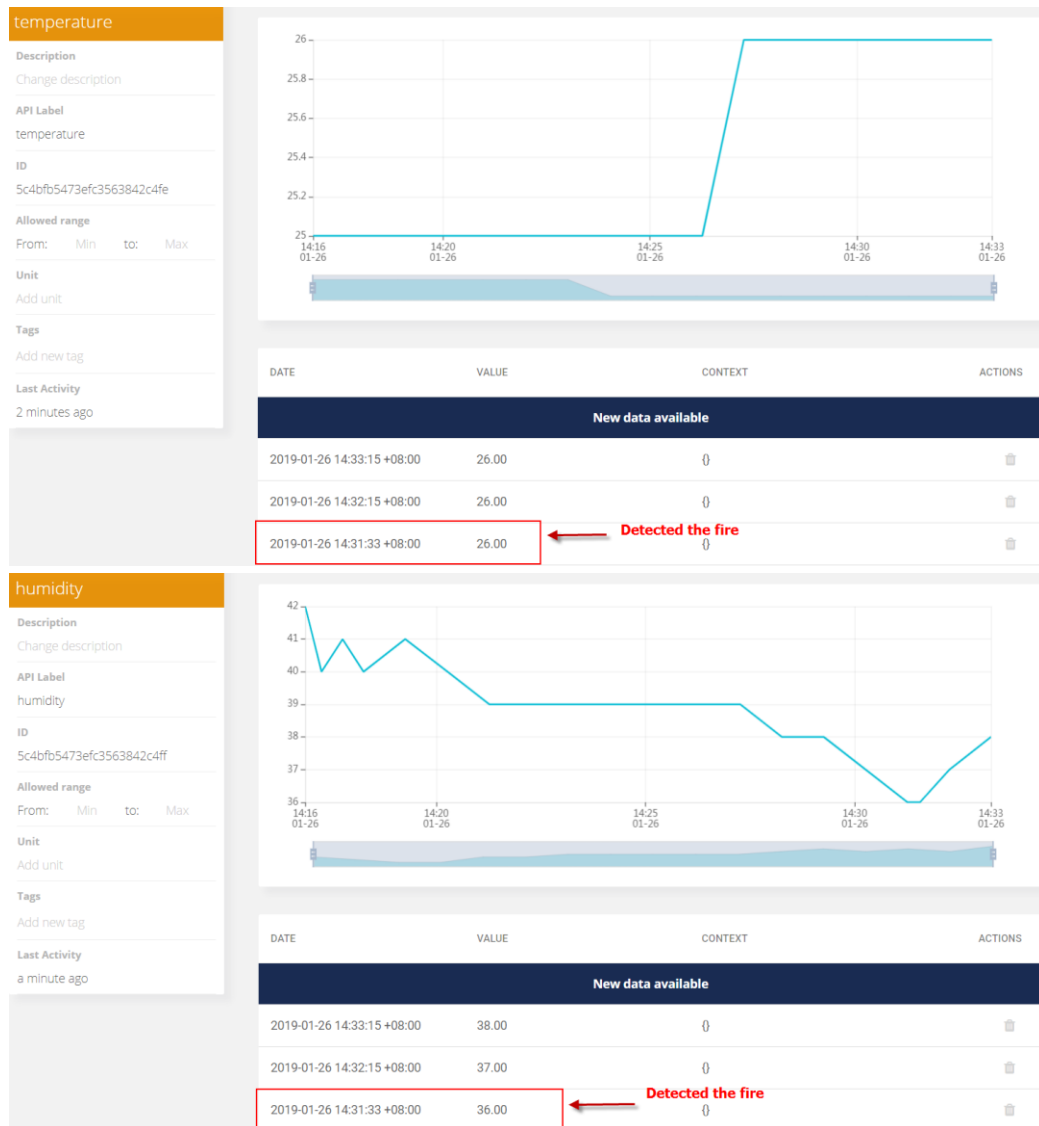 temperature
Description
Change description
API Label
temperature
ID
5c4bfb5473efc3563842c4fe
Allowed range
From: Min to: Max
Unit
Add unit
Tags
Add new tag
Last Activity
2 minutes ago
26
25.8
25.6
25.4
25.2
25
14:16 14:20 14:25 14:30 14:33
01-26 01-26 01-26 01-26 01-26
DATE VALUE CONTEXT ACTIONS
New data available
2019-01-26 14:33:15 +08:00 26.00 {}
2019-01-26 14:32:15 +08:00 26.00 {}
Detected the fire
2019-01-26 14:31:33 +08:00 26.00 {}
humidity
Description
Change description
API Label
humidity
ID
5c4bfb5473efc3563842c4ff
Allowed range
From: Min to: Max
Unit
Add unit
Tags
Add new tag
Last Activity
a minute ago
42
41
40
39
38
37
36
14:16 14:20 14:25 14:30 14:33
01-26 01-26 01-26 01-26 01-26
DATE VALUE CONTEXT ACTIONS
New data available
2019-01-26 14:33:15 +08:00 38.00 {}
2019-01-26 14:32:15 +08:00 37.00 {}
Detected the fire
2019-01-26 14:31:33 +08:00 36.00 {}